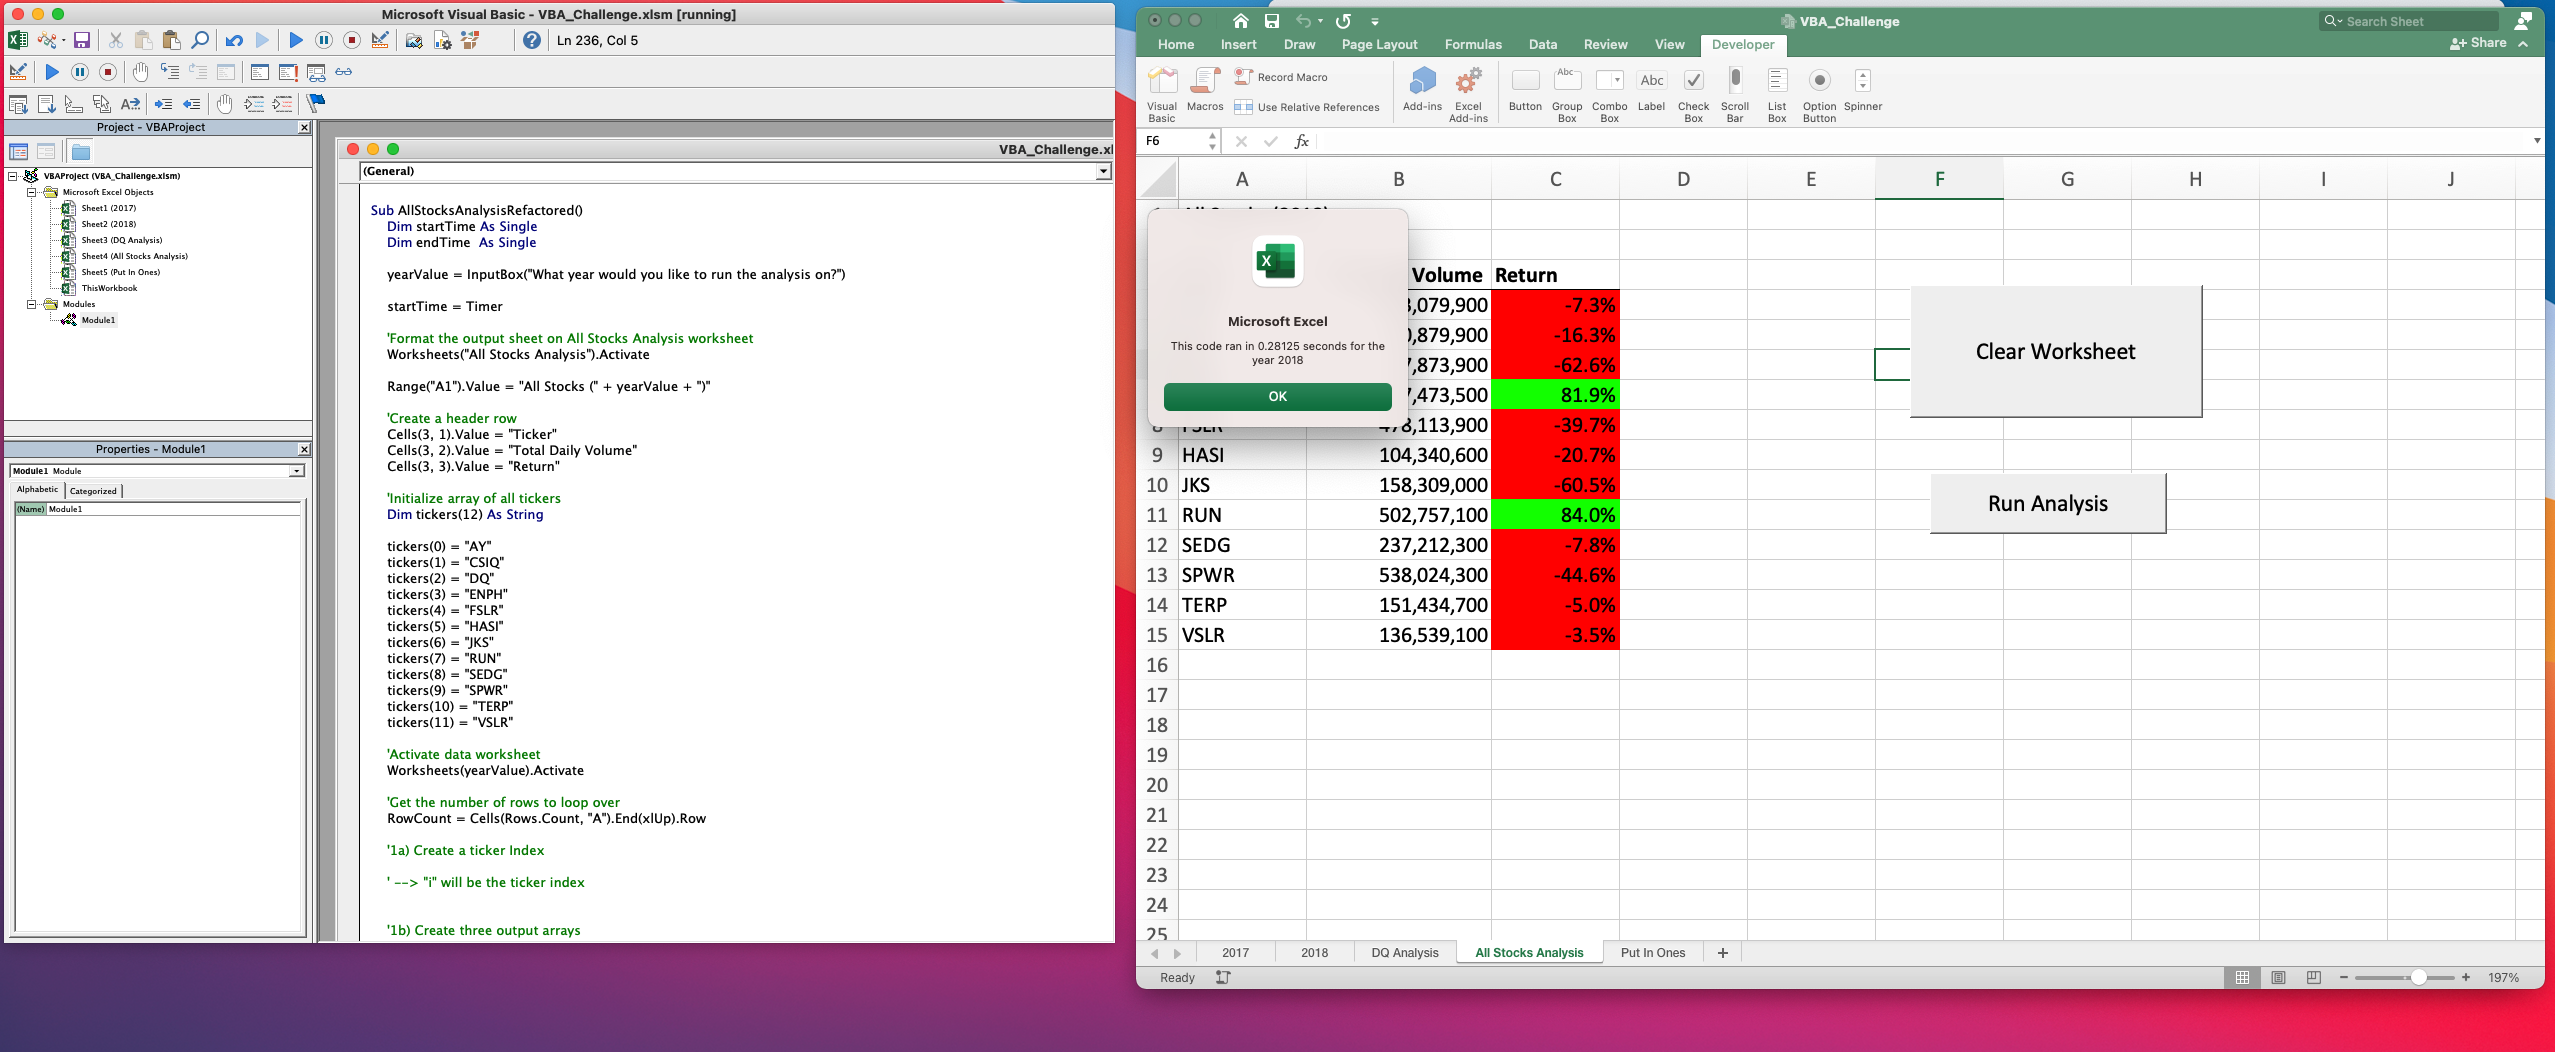 Microsoft Visual Basic - VBA_Challenge.xlsm [running]
Ln 236, Col 5
Project - VBAProject
VBAProject (VBA_Challenge.xlsm)
Microsoft Excel Objects
Sheet1 (2017)
Sheet2 (2018)
Sheet3 (DQ Analysis)
Sheet4 (All Stocks Analysis)
Sheet5 (Put In Ones)
ThisWorkbook
Modules
Module1
Properties - Module1
Module1 Module
Alphabetic Categorized
(Name) Module1
VBA_Challenge.xl
(General)
Sub AllStocksAnalysisRefactored()
Dim startTime As Single
Dim endTime  As Single
yearValue = InputBox("What year would you like to run the analysis on?")
startTime = Timer
'Format the output sheet on All Stocks Analysis worksheet
Worksheets("All Stocks Analysis").Activate
Range("A1").Value = "All Stocks (" + yearValue + ")"
'Create a header row
Cells(3, 1).Value = "Ticker"
Cells(3, 2).Value = "Total Daily Volume"
Cells(3, 3).Value = "Return"
'Initialize array of all tickers
Dim tickers(12) As String
tickers(0) = "AY"
tickers(1) = "CSIQ"
tickers(2) = "DQ"
tickers(3) = "ENPH"
tickers(4) = "FSLR"
tickers(5) = "HASI"
tickers(6) = "JKS"
tickers(7) = "RUN"
tickers(8) = "SEDG"
tickers(9) = "SPWR"
tickers(10) = "TERP"
tickers(11) = "VSLR"
'Activate data worksheet
Worksheets(yearValue).Activate
'Get the number of rows to loop over
RowCount = Cells(Rows.Count, "A").End(xlUp).Row
'1a) Create a ticker Index
' --> "i" will be the ticker index
'1b) Create three output arrays
VBA_Challenge
Search Sheet
Home Insert Draw Page Layout Formulas Data Review View Developer
Share
Visual Basic
Macros
Record Macro
Use Relative References
Add-ins
Excel Add-ins
Button
Group Box
Combo Box
Label
Check Box
Scroll Bar
List Box
Option Button
Spinner
F6
fx
A B C D E F G H I J
Volume Return
3,079,900 -7.3%
,879,900 -16.3%
7,873,900 -62.6%
7,473,500 81.9%
8 FSLR 478,113,900 -39.7%
9 HASI 104,340,600 -20.7%
10 JKS 158,309,000 -60.5%
11 RUN 502,757,100 84.0%
12 SEDG 237,212,300 -7.8%
13 SPWR 538,024,300 -44.6%
14 TERP 151,434,700 -5.0%
15 VSLR 136,539,100 -3.5%
16
17
18
19
20
21
22
23
24
25
Microsoft Excel
This code ran in 0.28125 seconds for the
year 2018
OK
Clear Worksheet
Run Analysis
2017 2018 DQ Analysis All Stocks Analysis Put In Ones
Ready
197%